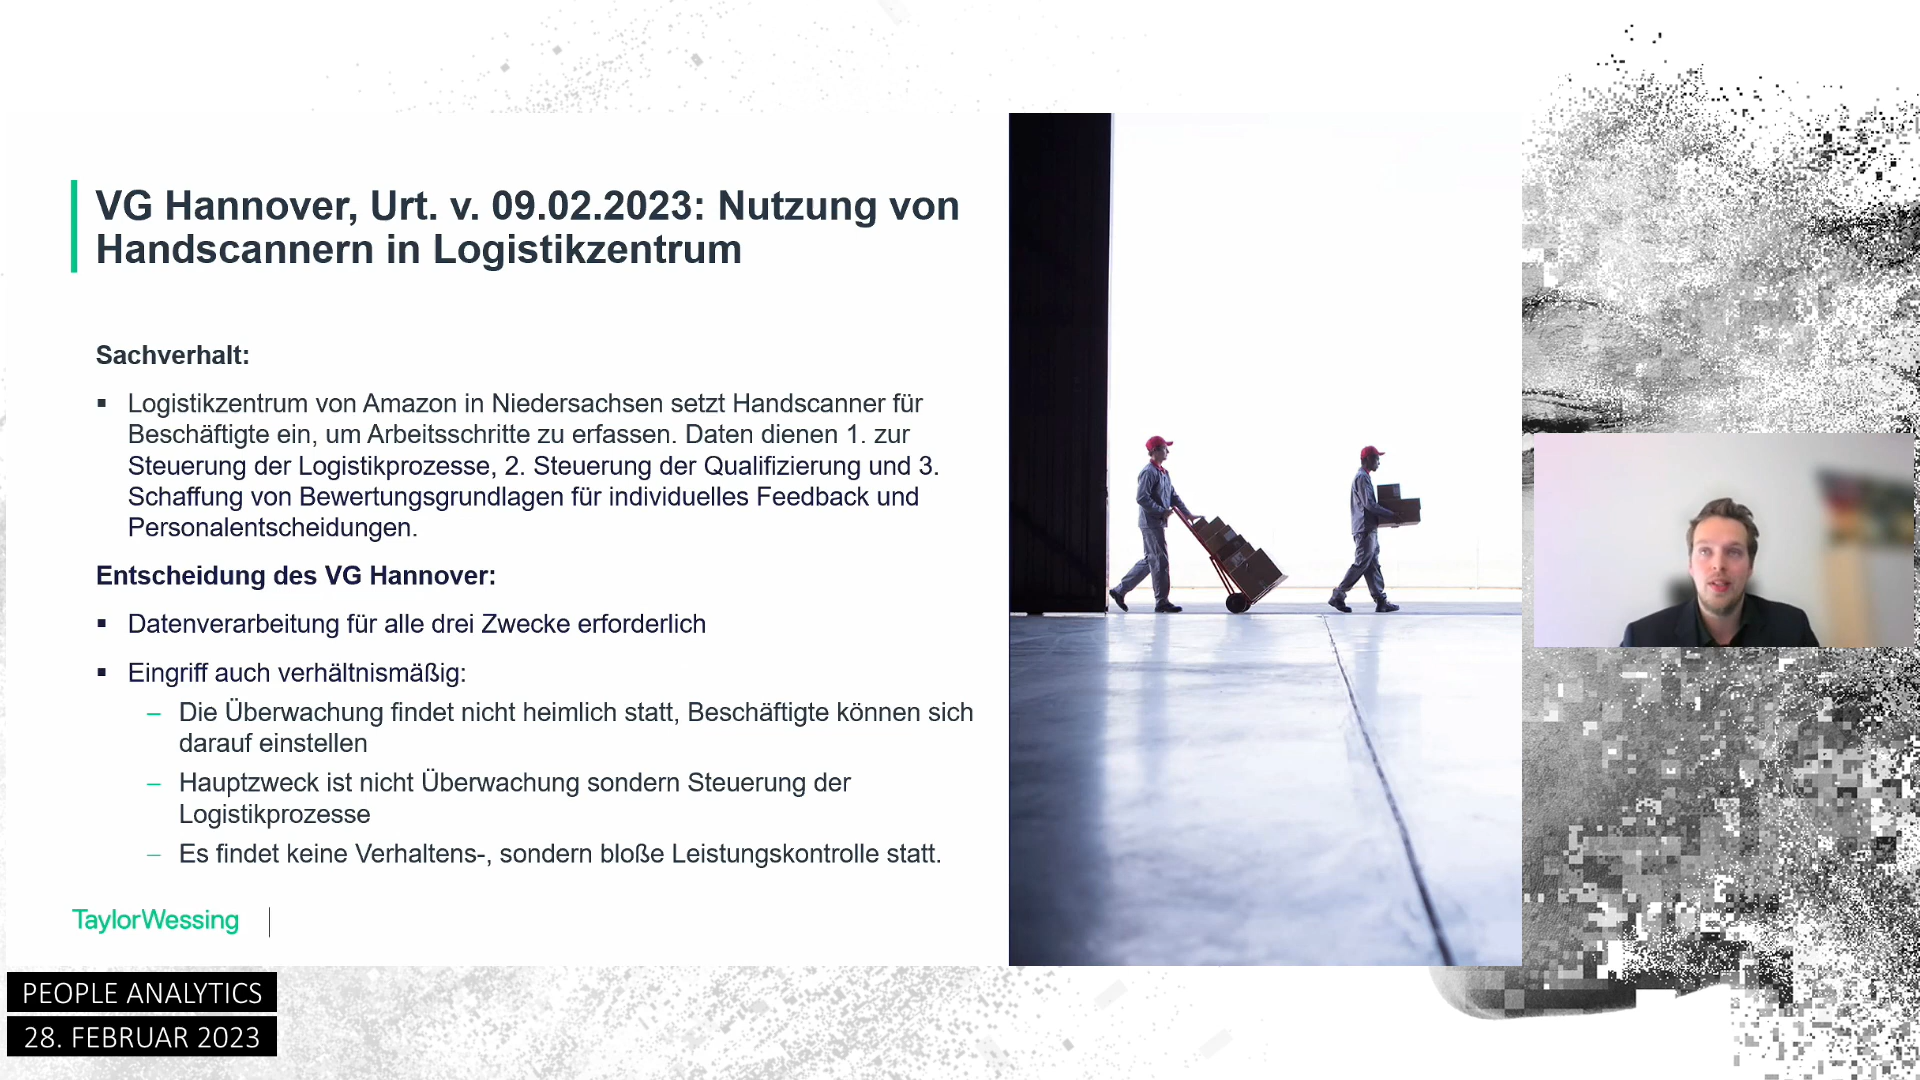 VG Hannover, Urt. v. 09.02.2023: Nutzung von
Handscannern in Logistikzentrum
Sachverhalt:
▪ Logistikzentrum von Amazon in Niedersachsen setzt Handscanner für
Beschäftigte ein, um Arbeitsschritte zu erfassen. Daten dienen 1. zur
Steuerung der Logistikprozesse, 2. Steuerung der Qualifizierung und 3.
Schaffung von Bewertungsgrundlagen für individuelles Feedback und
Personalentscheidungen.
Entscheidung des VG Hannover:
▪ Datenverarbeitung für alle drei Zwecke erforderlich
▪ Eingriff auch verhältnismäßig:
– Die Überwachung findet nicht heimlich statt, Beschäftigte können sich
darauf einstellen
– Hauptzweck ist nicht Überwachung sondern Steuerung der
Logistikprozesse
– Es findet keine Verhaltens-, sondern bloße Leistungskontrolle statt.
TaylorWessing
PEOPLE ANALYTICS
28. FEBRUAR 2023